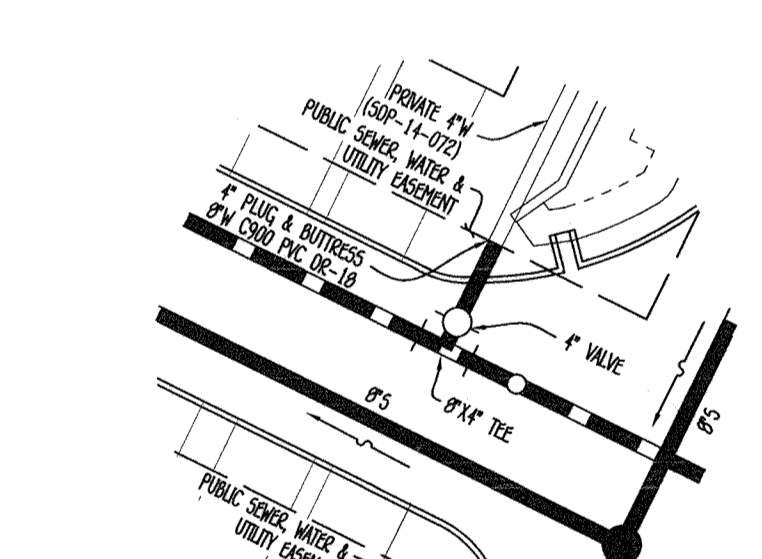 PRIVATE 4"W
(SDP-14-072)
PUBLIC SEWER, WATER &
UTILITY EASEMENT
4" PLUG & BUTTRESS
8"W C900 PVC DR-18
4" VALVE
8"X4" TEE
8"S
8"S
PUBLIC SEWER, WATER &
UTILITY